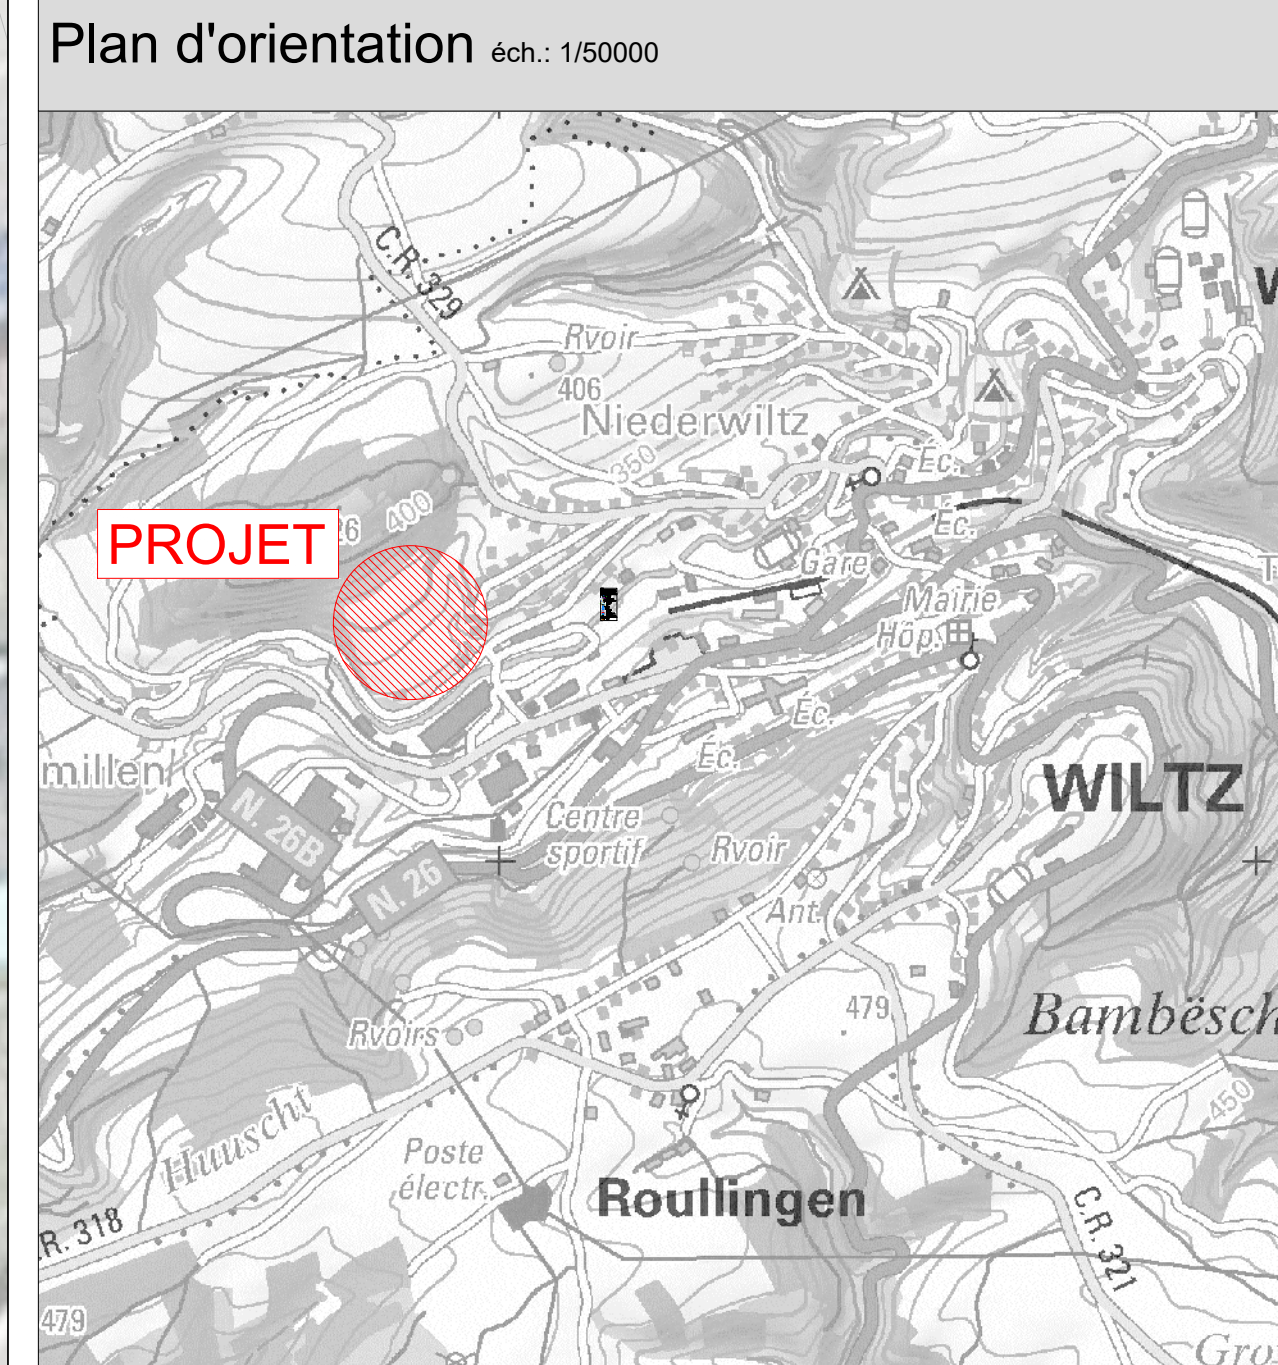 Plan d'orientation éch.: 1/50000
C.R. 329
Rvoir
406
Niederwiltz
350
Éc.
400
PROJET
26
Éc.
Gare
Mairie
Hôp.
Éc.
Éc.
millen
WILTZ
N. 26B
Centre
sportif
Rvoir
N. 26
Ant.
479
Bambësch
Rvoirs
450
Huuscht
Poste
électr.
Roullingen
C.R. 321
R. 318
479
Gro